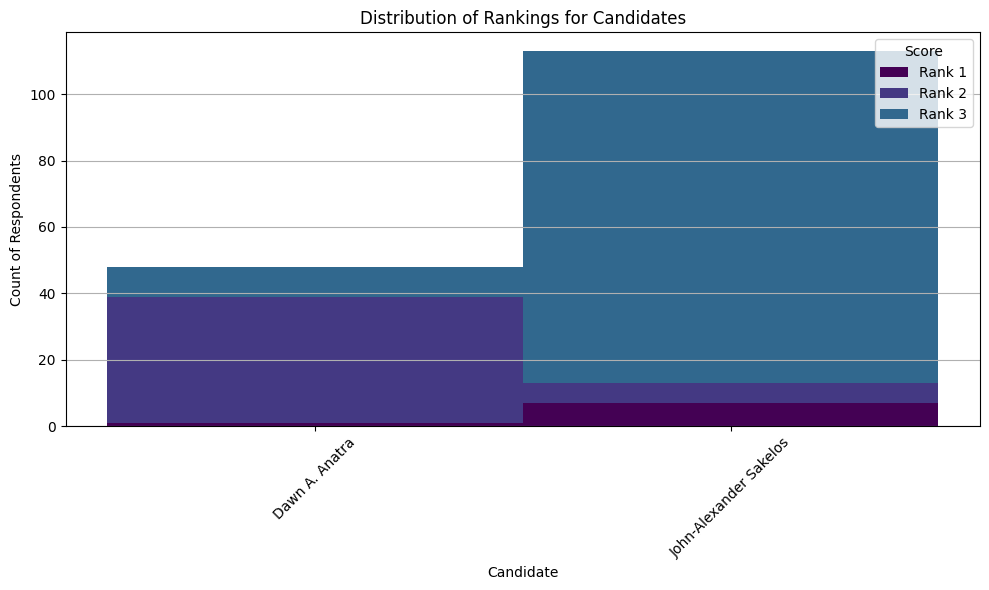 Distribution of Rankings for Candidates
Score
Rank 1
Rank 2
Rank 3
Count of Respondents
100
80
60
40
20
0
Dawn A. Anatra
John-Alexander Sakelos
Candidate